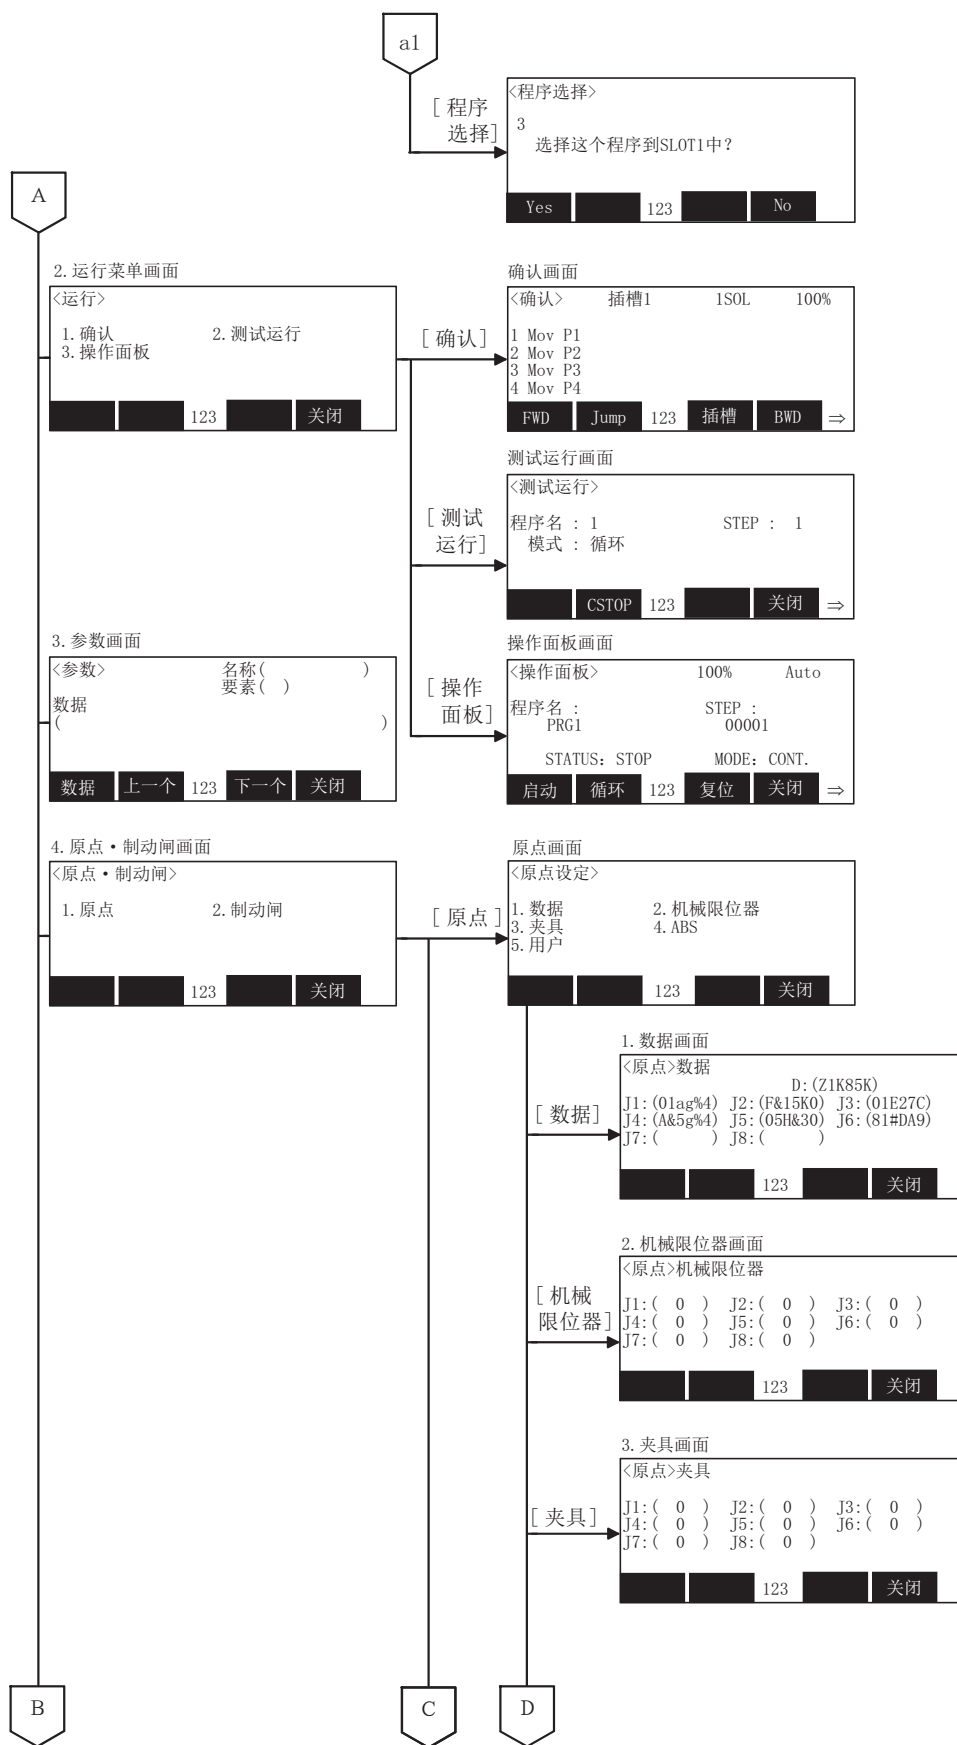 a1
[程序
选择]
<程序选择>
3
选择这个程序到SLOT1中?
Yes 123 No
A
2.运行菜单画面
<运行>
1.确认 2.测试运行
3.操作面板
123 关闭
[确认]
确认画面
<确认> 插槽1 1SOL 100%
1 Mov P1
2 Mov P2
3 Mov P3
4 Mov P4
FWD Jump 123 插槽 BWD ⇒
[测试
运行]
测试运行画面
<测试运行>
程序名 : 1 STEP : 1
模式 : 循环
CSTOP 123 关闭 ⇒
3.参数画面
<参数> 名称( )
要素( )
数据
( )
数据 上一个 123 下一个 关闭
[操作
面板]
操作面板画面
<操作面板> 100% Auto
程序名 : STEP :
PRG1 00001
STATUS: STOP MODE: CONT.
启动 循环 123 复位 关闭 ⇒
4.原点・制动闸画面
<原点・制动闸>
1.原点 2.制动闸
123 关闭
[原点]
原点画面
<原点设定>
1.数据 2.机械限位器
3.夹具 4.ABS
5.用户
123 关闭
[数据]
1.数据画面
<原点>数据
D:(Z1K85K)
J1:(01ag%4) J2:(F&15K0) J3:(01E27C)
J4:(A&5g%4) J5:(05H&30) J6:(81#DA9)
J7:( ) J8:( )
123 关闭
[机械
限位器]
2.机械限位器画面
<原点>机械限位器
J1:( 0 ) J2:( 0 ) J3:( 0 )
J4:( 0 ) J5:( 0 ) J6:( 0 )
J7:( 0 ) J8:( 0 )
123 关闭
[夹具]
3.夹具画面
<原点>夹具
J1:( 0 ) J2:( 0 ) J3:( 0 )
J4:( 0 ) J5:( 0 ) J6:( 0 )
J7:( 0 ) J8:( 0 )
123 关闭
B C D